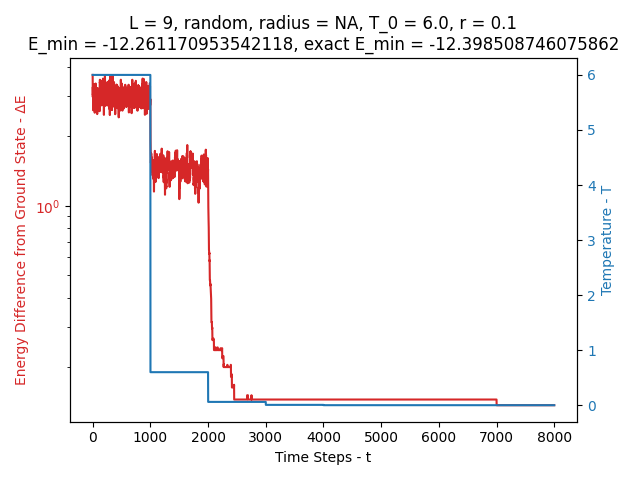 L = 9, random, radius = NA, T_0 = 6.0, r = 0.1
E_min = -12.261170953542118, exact E_min = -12.398508746075862
Energy Difference from Ground State - ΔE
10⁰
6
5
4
3
2
1
0
Temperature - T
0 1000 2000 3000 4000 5000 6000 7000 8000
Time Steps - t